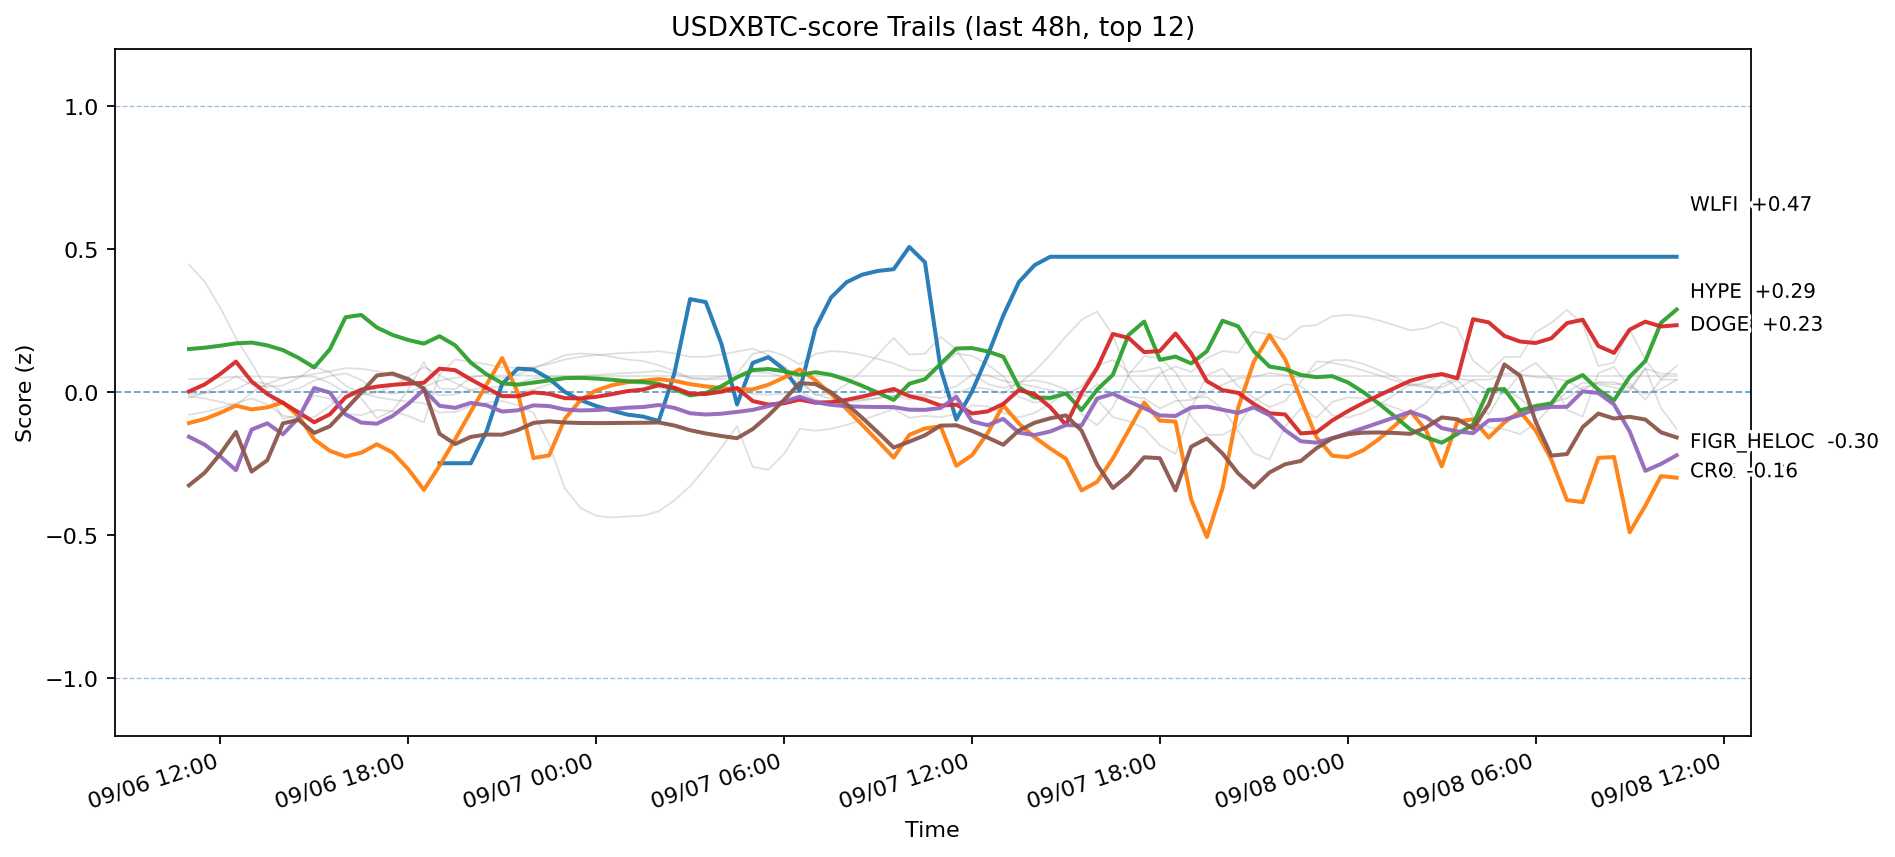 USDXBTC-score Trails (last 48h, top 12)
Score (z)
1.0
0.5
0.0
−0.5
−1.0
WLFI +0.47
HYPE +0.29
DOGE +0.23
FIGR_HELOC -0.30
CRO -0.16
09/06 12:00
09/06 18:00
09/07 00:00
09/07 06:00
09/07 12:00
09/07 18:00
09/08 00:00
09/08 06:00
09/08 12:00
Time